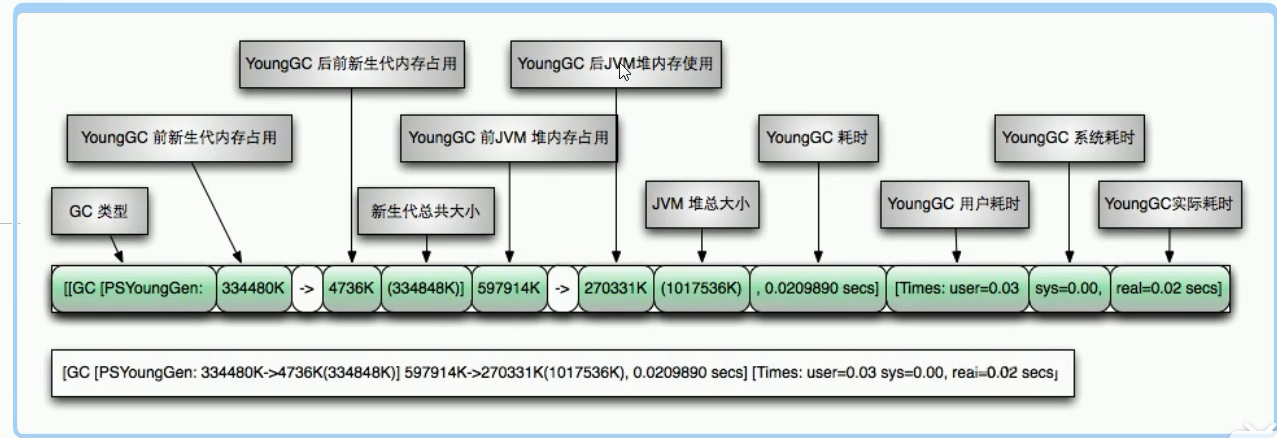 YoungGC 后前新生代内存占用
YoungGC 后JVM堆内存使用
YoungGC 前新生代内存占用
YoungGC 前JVM 堆内存占用
YoungGC 耗时
YoungGC 系统耗时
GC 类型
新生代总共大小
JVM 堆总大小
YoungGC 用户耗时
YoungGC实际耗时
[[GC [PSYoungGen: 334480K -> 4736K (334848K)] 597914K -> 270331K (1017536K) , 0.0209890 secs] [Times: user=0.03 sys=0.00, real=0.02 secs]
[GC [PSYoungGen: 334480K->4736K(334848K)] 597914K->270331K(1017536K), 0.0209890 secs] [Times: user=0.03 sys=0.00, real=0.02 secs]